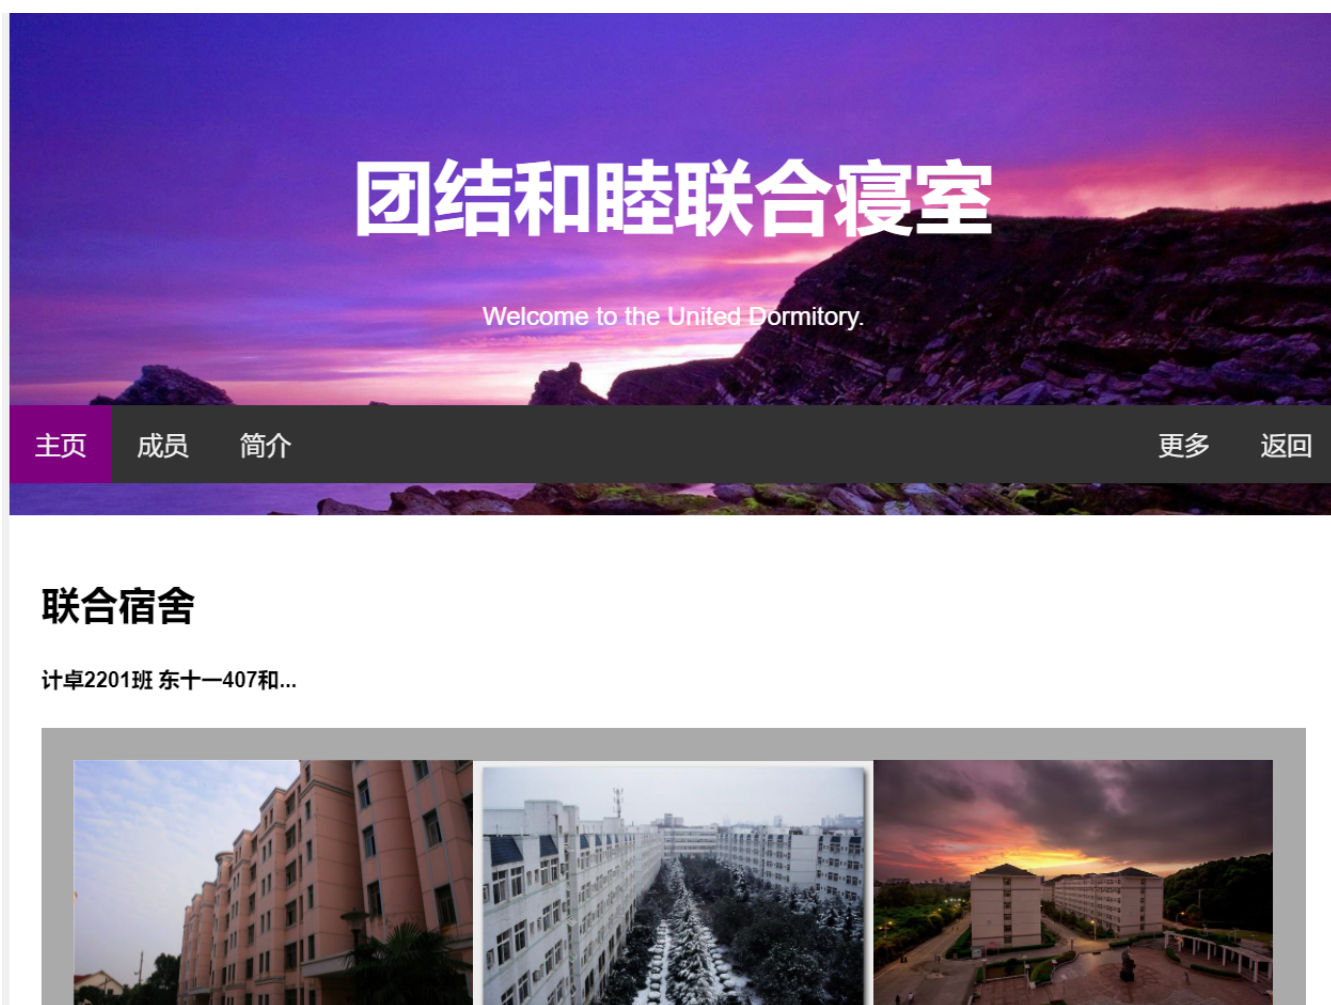 团结和睦联合寝室
Welcome to the United Dormitory.
主页 成员 简介 更多 返回
联合宿舍
计卓2201班 东十一407和...